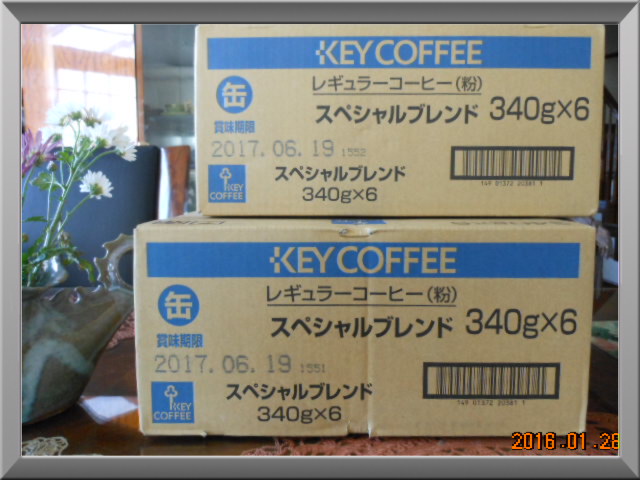 KEY COFFEE
レギュラーコーヒー(粉)
缶
スペシャルブレンド 340g×6
賞味期限
2017.06.19 1552
KEY
COFFEE
スペシャルブレンド
340g×6
KEY COFFEE
レギュラーコーヒー(粉)
缶
スペシャルブレンド 340g×6
賞味期限
2017.06.19 1551
KEY
COFFEE
スペシャルブレンド
340g×6
2016.01.28